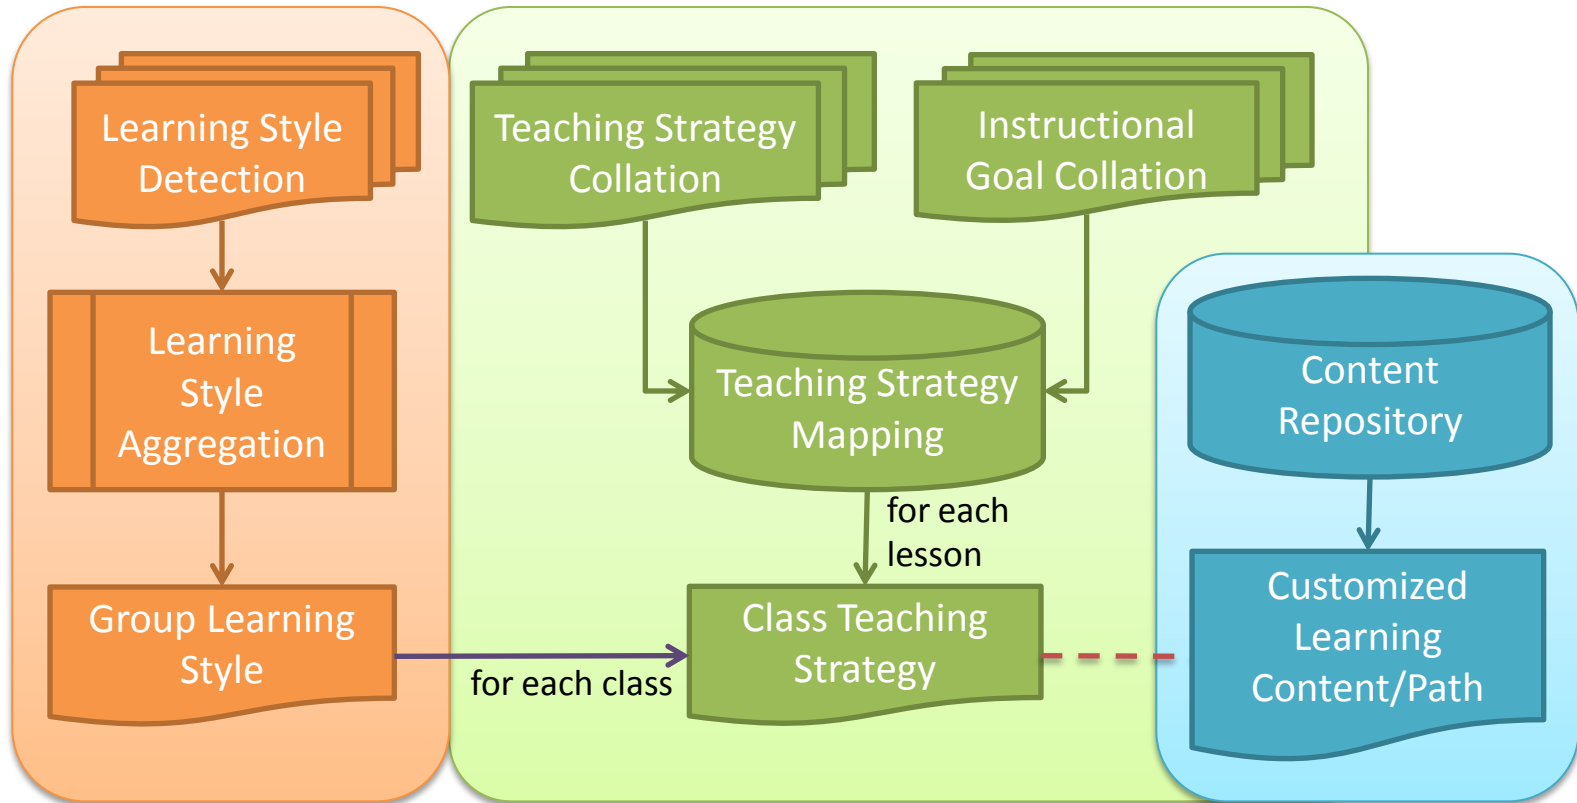 Learning Style
Detection
Teaching Strategy
Collation
Instructional
Goal Collation
Learning
Style
Aggregation
Teaching Strategy
Mapping
Content
Repository
for each
lesson
Group Learning
Style
for each class
Class Teaching
Strategy
Customized
Learning
Content/Path